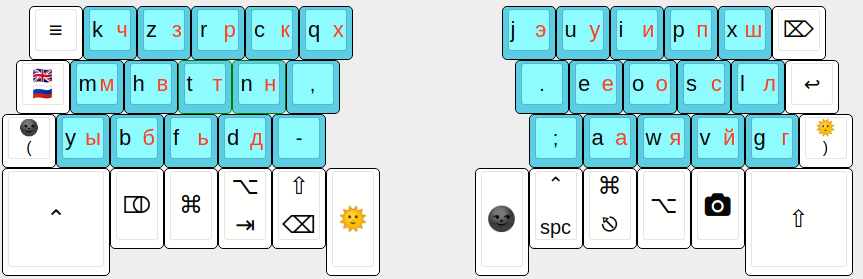 ≡ k ч z з r р c к q х j э u у i и p п x ш ⌦
🇬🇧 🇷🇺 m м h в t т n н , . e е o о s с l л ↩
🌚 ( y ы b б f ь d д - ; a а w я v й g г 🌞 )
⌃ ⎅ ⌘ ⌥ ⇥ ⇧ ⌫ 🌞 🌚 ⌃ spc ⌘ ⎋ ⌥ 📷 ⇧